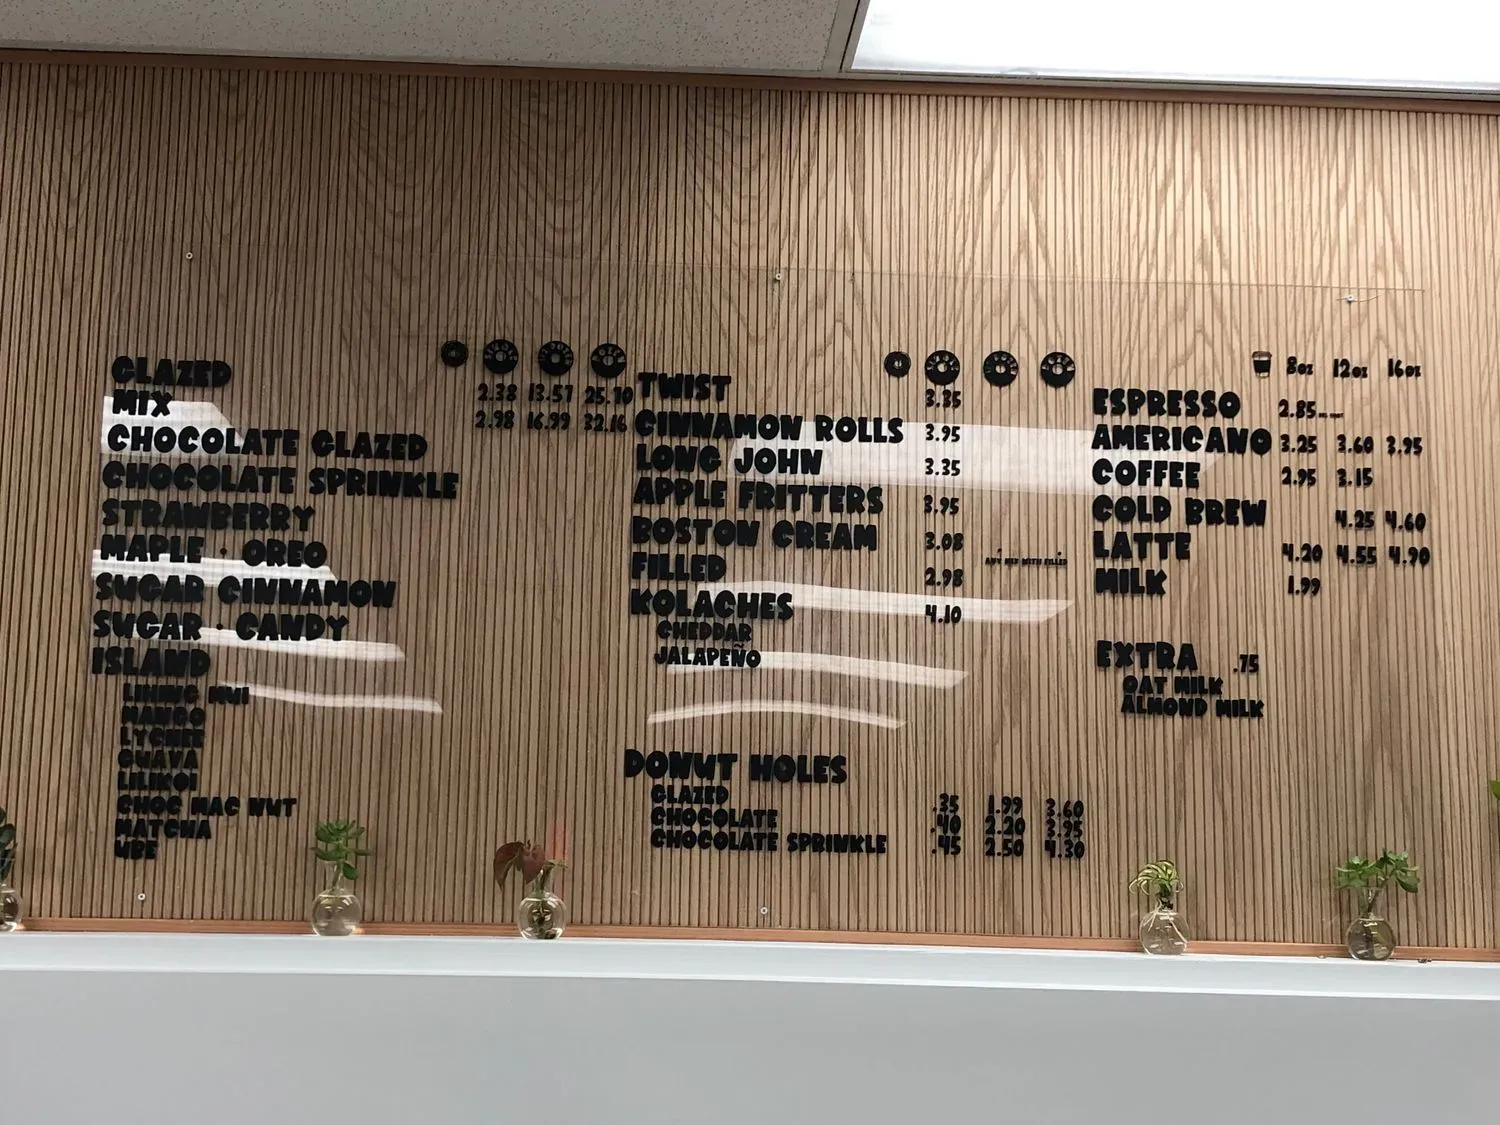 GLAZED 2.38 13.57 25.70
MIX 2.98 16.99 32.16
CHOCOLATE GLAZED
CHOCOLATE SPRINKLE
STRAWBERRY
MAPLE · OREO
SUGAR CINNAMON
SUGAR · CANDY
ISLAND
LIHING MUI
MANGO
LYCHEE
GUAVA
LILIKOI
CHOC MAC NUT
MATCHA
UBE
TWIST 3.35
CINNAMON ROLLS 3.95
LONG JOHN 3.35
APPLE FRITTERS 3.95
BOSTON CREAM 3.08
FILLED 2.98
ANY MIX WITH FILLED
KOLACHES 4.10
CHEDDAR
JALAPEÑO
DONUT HOLES
GLAZED .35 1.99 3.60
CHOCOLATE .40 2.20 3.95
CHOCOLATE SPRINKLE .45 2.50 4.30
8oz 12oz 16oz
ESPRESSO 2.85
AMERICANO 3.25 3.60 3.95
COFFEE 2.95 3.15
COLD BREW 4.25 4.60
LATTE 4.20 4.55 4.90
MILK 1.99
EXTRA .75
OAT MILK
ALMOND MILK